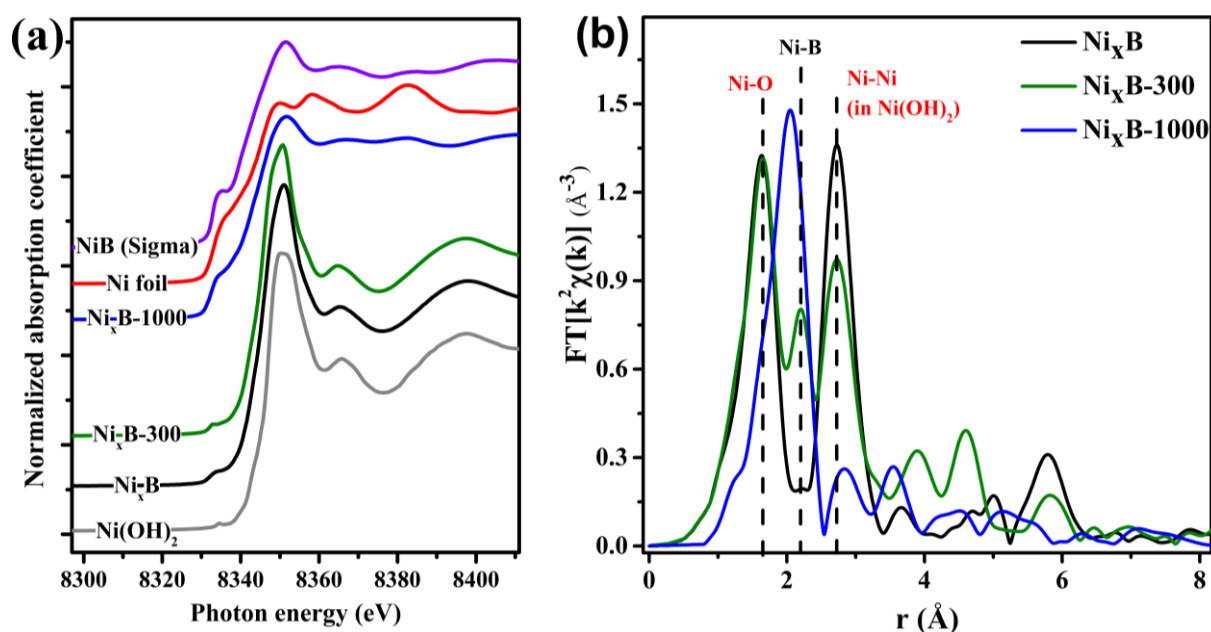 (a)
Normalized absorption coefficient
NiB (Sigma)
Ni foil
NiₓB-1000
NiₓB-300
NiₓB
Ni(OH)₂
8300 8320 8340 8360 8380 8400
Photon energy (eV)
(b)
FT[k²χ(k)] (Å⁻³)
1.5
1.2
0.9
0.6
0.3
0.0
Ni-B
Ni-O
Ni-Ni
(in Ni(OH)₂)
NiₓB
NiₓB-300
NiₓB-1000
0 2 4 6 8
r (Å)